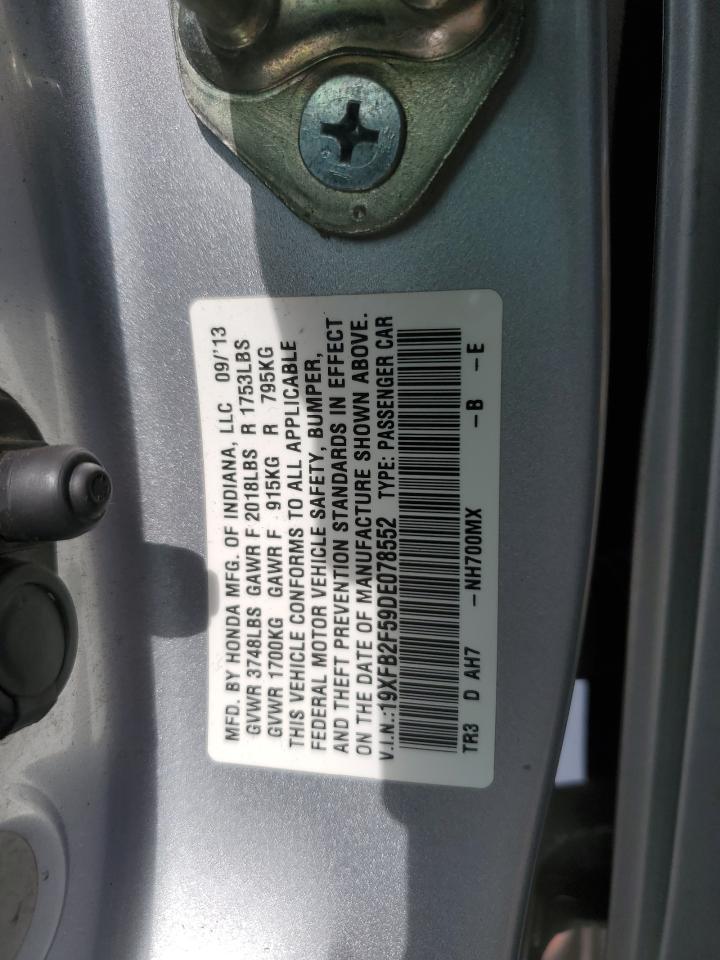 MFD. BY HONDA MFG. OF INDIANA, LLC 09/'13
GVWR 3748LBS GAWR F 2018LBS R 1753LBS
GVWR 1700KG GAWR F 915KG R 795KG
THIS VEHICLE CONFORMS TO ALL APPLICABLE
FEDERAL MOTOR VEHICLE SAFETY, BUMPER,
AND THEFT PREVENTION STANDARDS IN EFFECT
ON THE DATE OF MANUFACTURE SHOWN ABOVE.
V.I.N.:19XFB2F59DE078552 TYPE: PASSENGER CAR
TR3 D AH7 -NH700MX -B -E